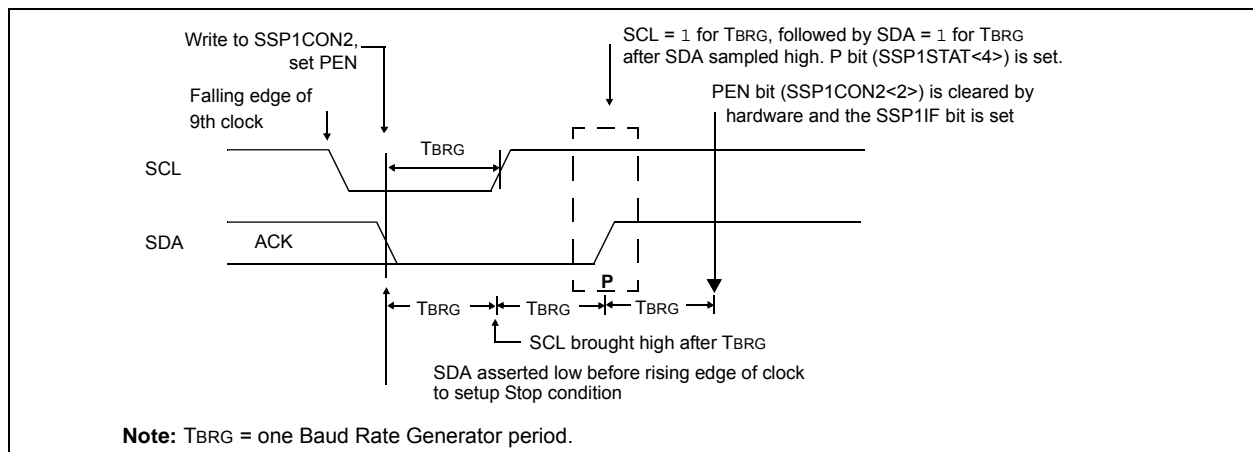 Write to SSP1CON2,
set PEN
SCL = 1 for TBRG, followed by SDA = 1 for TBRG
after SDA sampled high. P bit (SSP1STAT<4>) is set.
Falling edge of
9th clock
PEN bit (SSP1CON2<2>) is cleared by
hardware and the SSP1IF bit is set
TBRG
SCL
SDA
ACK
P
TBRG
TBRG
TBRG
SCL brought high after TBRG
SDA asserted low before rising edge of clock
to setup Stop condition
Note: TBRG = one Baud Rate Generator period.